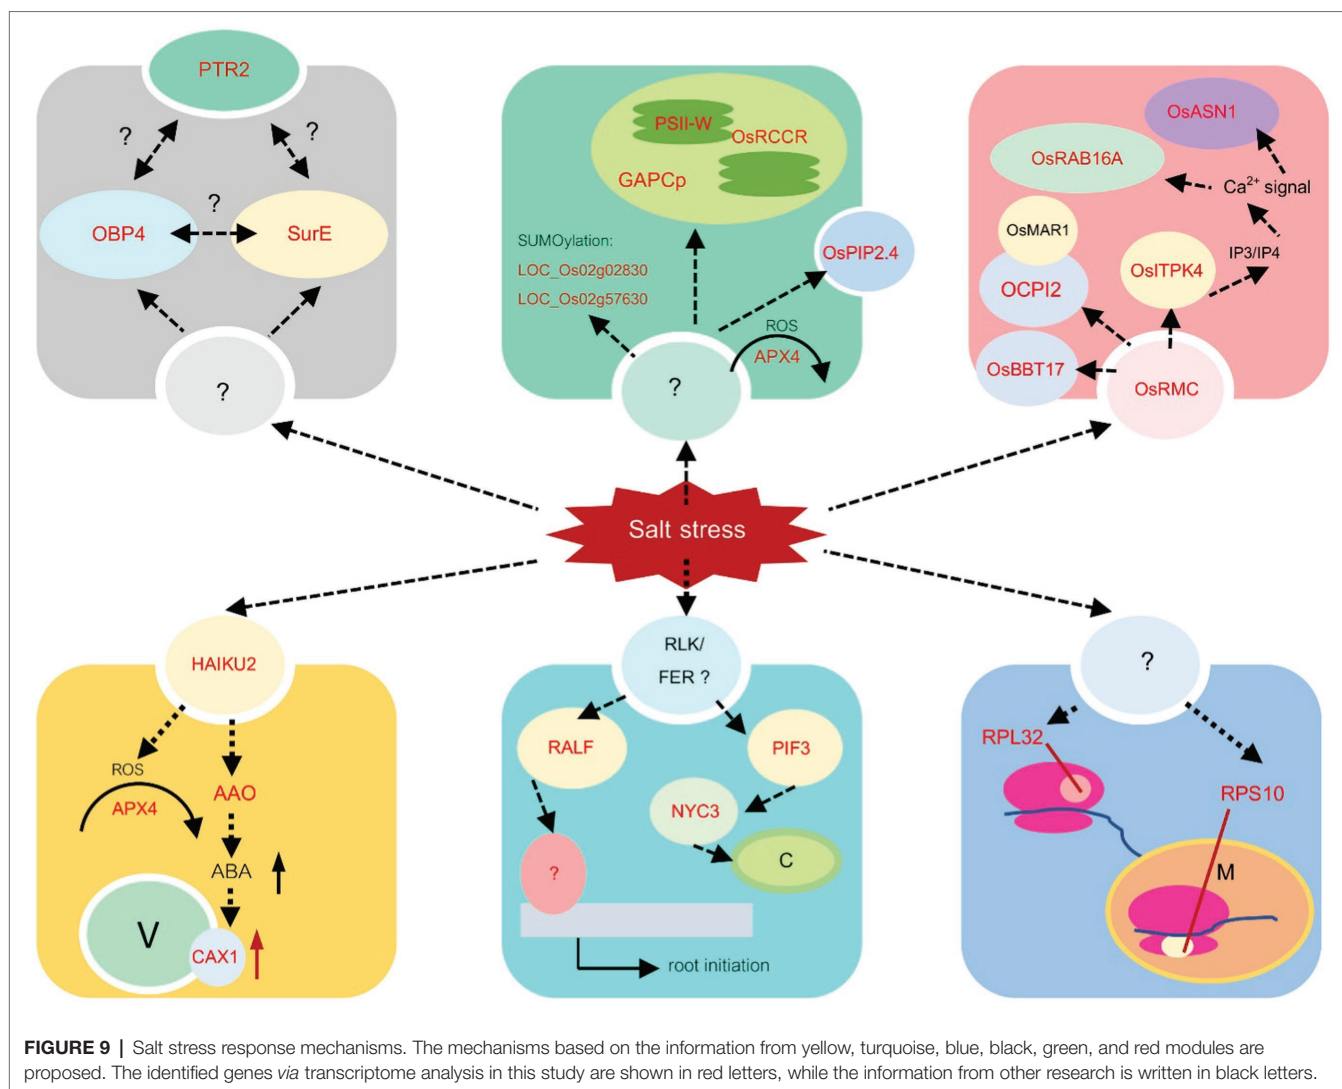 PTR2
?
?
OBP4
?
SurE
?
PSII-W
OsRCCR
GAPCp
SUMOylation:
LOC_Os02g02830
LOC_Os02g57630
OsPIP2.4
ROS
APX4
?
OsASN1
OsRAB16A
Ca2+ signal
OsMAR1
IP3/IP4
OsITPK4
OCPI2
OsBBT17
OsRMC
Salt stress
HAIKU2
ROS
APX4
AAO
ABA
V
CAX1
RLK/
FER ?
RALF
PIF3
NYC3
C
?
root initiation
?
RPL32
RPS10
M
FIGURE 9 | Salt stress response mechanisms. The mechanisms based on the information from yellow, turquoise, blue, black, green, and red modules are
proposed. The identified genes via transcriptome analysis in this study are shown in red letters, while the information from other research is written in black letters.